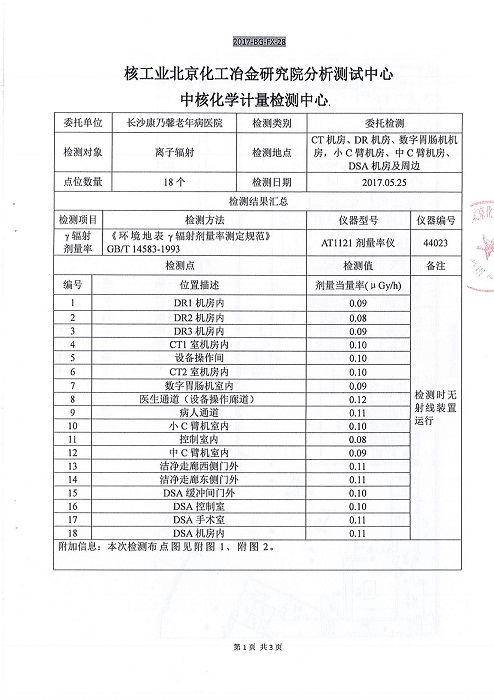 2017-BG-FX-28
核工业北京化工冶金研究院分析测试中心
中核化学计量检测中心.
委托单位 长沙康乃馨老年病医院 检测类别 委托检测
检测对象 离子辐射 检测地点 CT 机房、DR 机房、数字胃肠机机
房，小 C 臂机房、中 C 臂机房、
DSA 机房及周边
点位数量 18 个 检测日期 2017.05.25
检测结果汇总
检测项目 检测方法 仪器型号 仪器编号
γ 辐射
剂量率 《环境地表 γ 辐射剂量率测定规范》
GB/T 14583-1993 AT1121 剂量率仪 44023
检测点 检测值 备注
编号 位置描述 剂量当量率(μ Gy/h)
1 DR1 机房内 0.09
2 DR2 机房内 0.08
3 DR3 机房内 0.09
4 CT1 室机房内 0.10
5 设备操作间 0.10
6 CT2 室机房内 0.10
7 数字胃肠机室内 0.09
8 医生通道（设备操作廊道） 0.12
9 病人通道 0.11
10 小 C 臂机室内 0.10
11 控制室内 0.08
12 中 C 臂机室内 0.09
13 洁净走廊西侧门外 0.11
14 洁净走廊东侧门外 0.11
15 DSA 缓冲间门外 0.10
16 DSA 控制室 0.10
17 DSA 手术室 0.11
18 DSA 机房内 0.11
检测时无
射线装置
运行
附加信息：本次检测布点图见附图 1、附图 2。
第 1 页 共 3 页